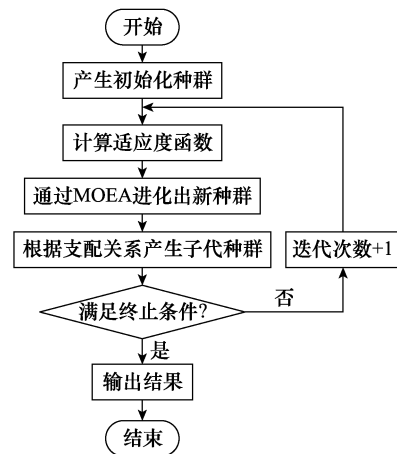 开始
产生初始化种群
计算适应度函数
通过MOEA进化出新种群
根据支配关系产生子代种群
迭代次数+1
满足终止条件?
否
是
输出结果
结束